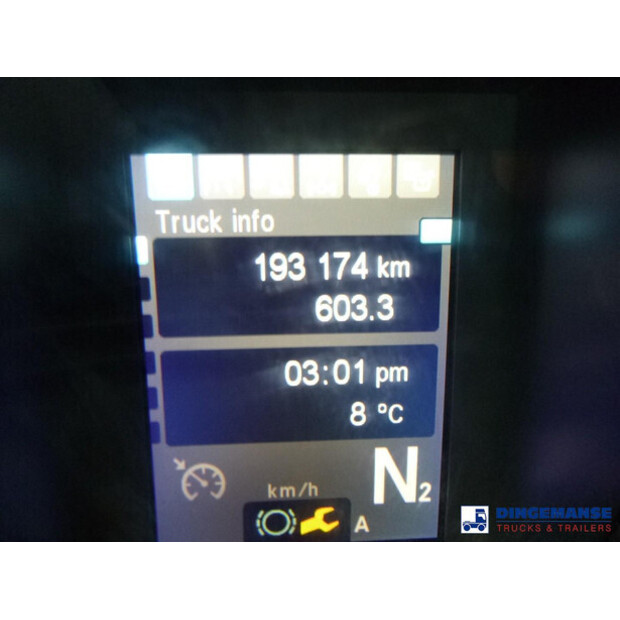 Truck info
193 174 km
603.3
03:01 pm
8 °C
km/h
N2
A
DINGEMANSE
TRUCKS & TRAILERS